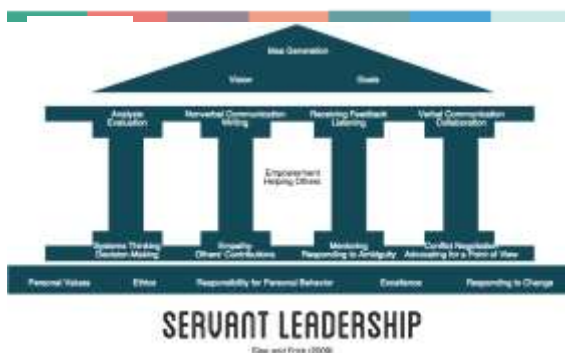 Idea Generation
Vision Goals
Analysis Nonverbal Communication Receiving Feedback Verbal Communication
Evaluation Writing Listening Collaboration
Empowerment
Helping Others
Systems Thinking Empathy Mentoring Conflict Negotiation
Decision Making Others' Contributions Responding to Ambiguity Advocating for a Point of View
Personal Values Ethics Responsibility for Personal Behavior Excellence Responding to Change
SERVANT LEADERSHIP
and (2009)